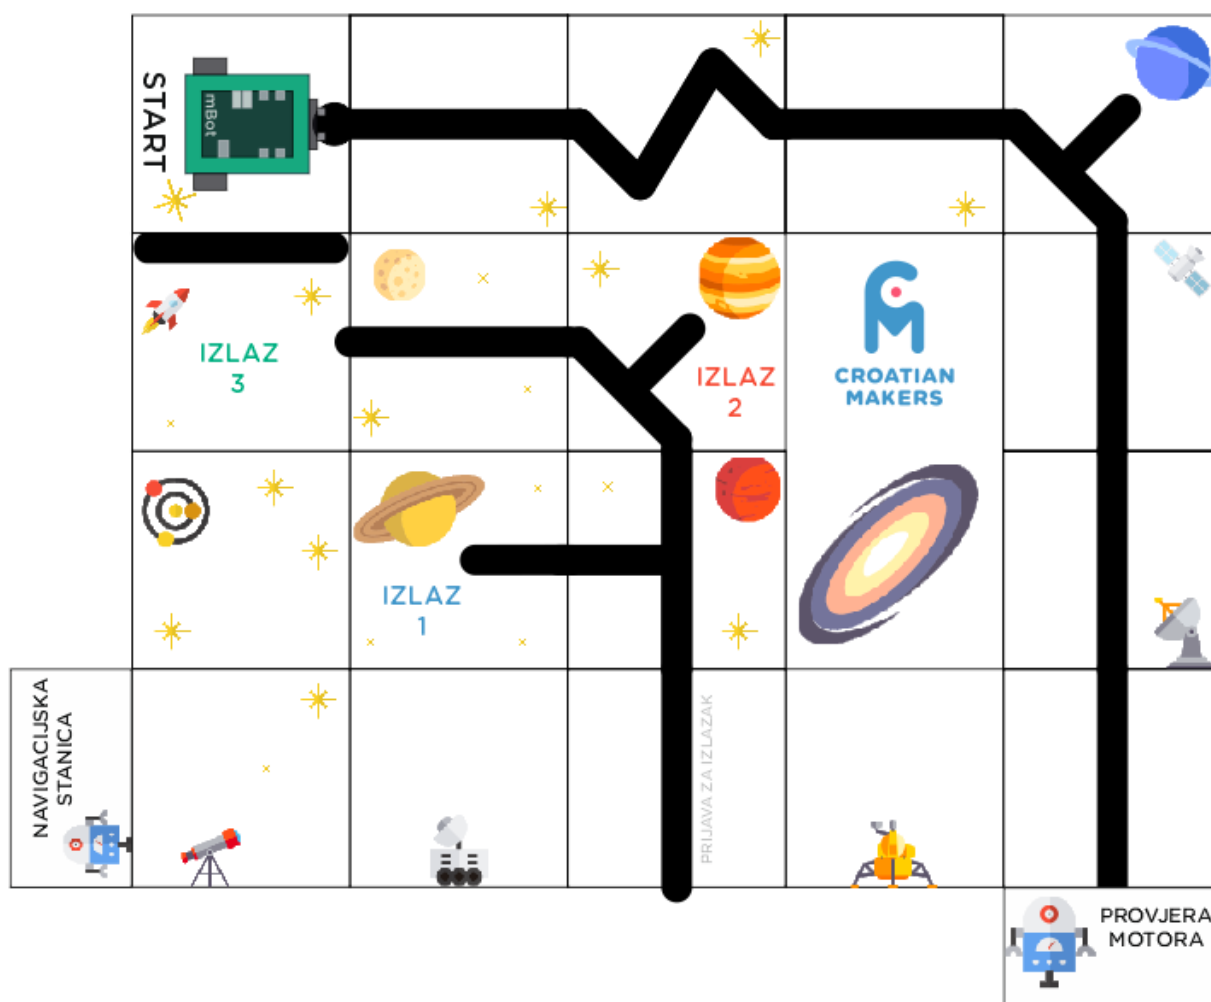 START
mBot
IZLAZ
3
IZLAZ
2
CROATIAN
MAKERS
IZLAZ
1
NAVIGACIJSKA
STANICA
PRIJAVA ZA IZLAZAK
PROVJERA
MOTORA